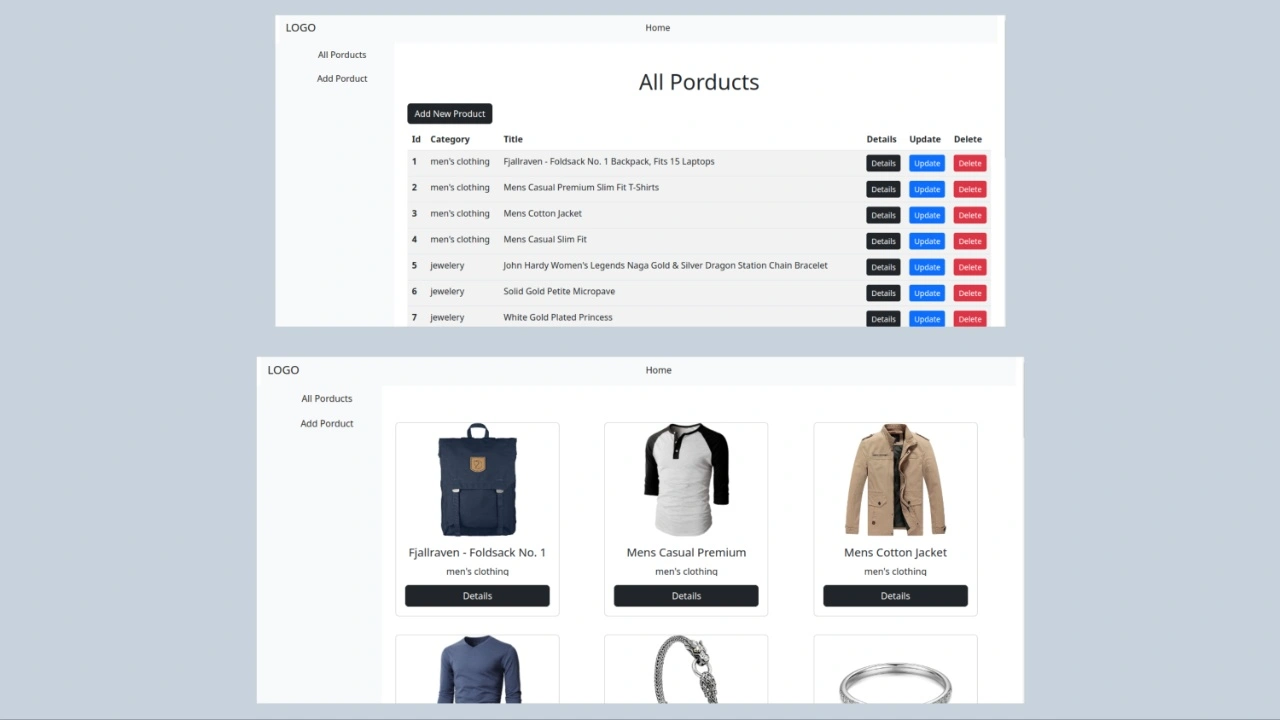 LOGO Home
All Porducts
Add Porduct
All Porducts
Add New Product
Id Category Title Details Update Delete
1 men's clothing Fjallraven - Foldsack No. 1 Backpack, Fits 15 Laptops Details Update Delete
2 men's clothing Mens Casual Premium Slim Fit T-Shirts Details Update Delete
3 men's clothing Mens Cotton Jacket Details Update Delete
4 men's clothing Mens Casual Slim Fit Details Update Delete
5 jewelery John Hardy Women's Legends Naga Gold & Silver Dragon Station Chain Bracelet Details Update Delete
6 jewelery Solid Gold Petite Micropave Details Update Delete
7 jewelery White Gold Plated Princess Details Update Delete
LOGO Home
All Porducts
Add Porduct
Fjallraven - Foldsack No. 1 Mens Casual Premium Mens Cotton Jacket
men's clothing men's clothing men's clothing
Details Details Details